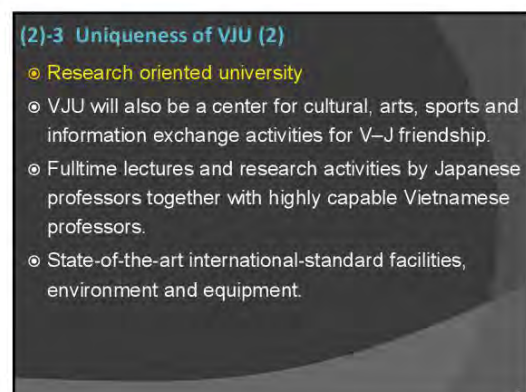 (2)-3 Uniqueness of VJU (2)
Research oriented university
VJU will also be a center for cultural, arts, sports and
information exchange activities for V–J friendship.
Fulltime lectures and research activities by Japanese
professors together with highly capable Vietnamese
professors.
State-of-the-art international-standard facilities,
environment and equipment.